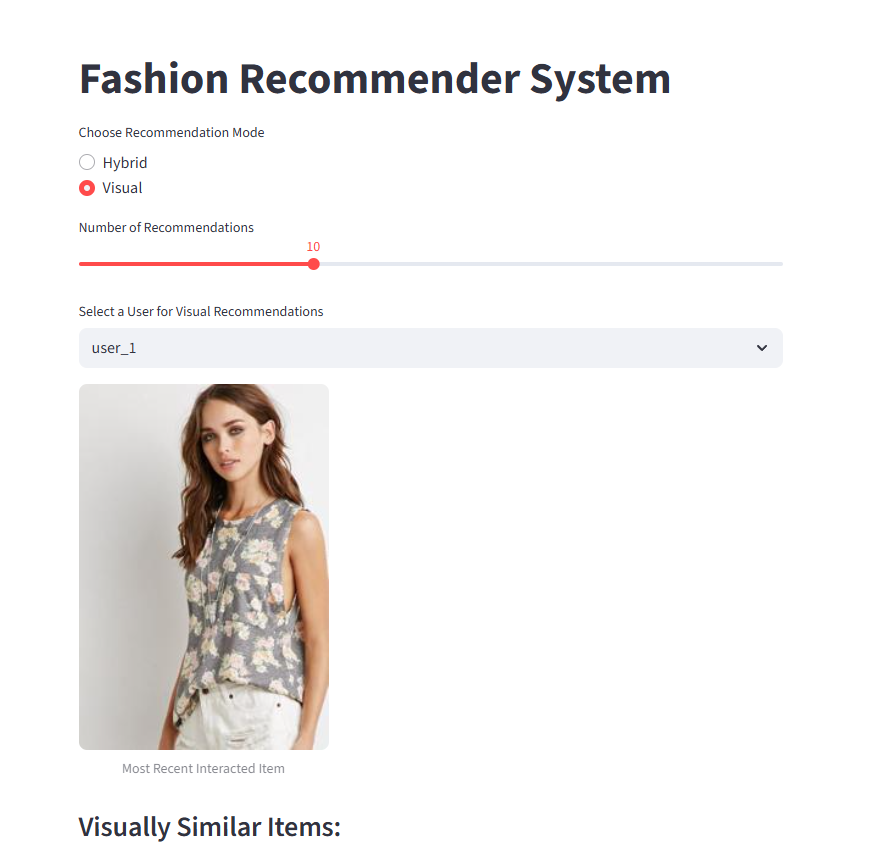 Fashion Recommender System
Choose Recommendation Mode
Hybrid
Visual
Number of Recommendations
10
Select a User for Visual Recommendations
user_1
Most Recent Interacted Item
Visually Similar Items: